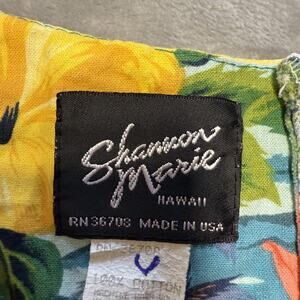 Shannon
Marie
HAWAII
RN 36703 MADE IN USA
100% COTTON